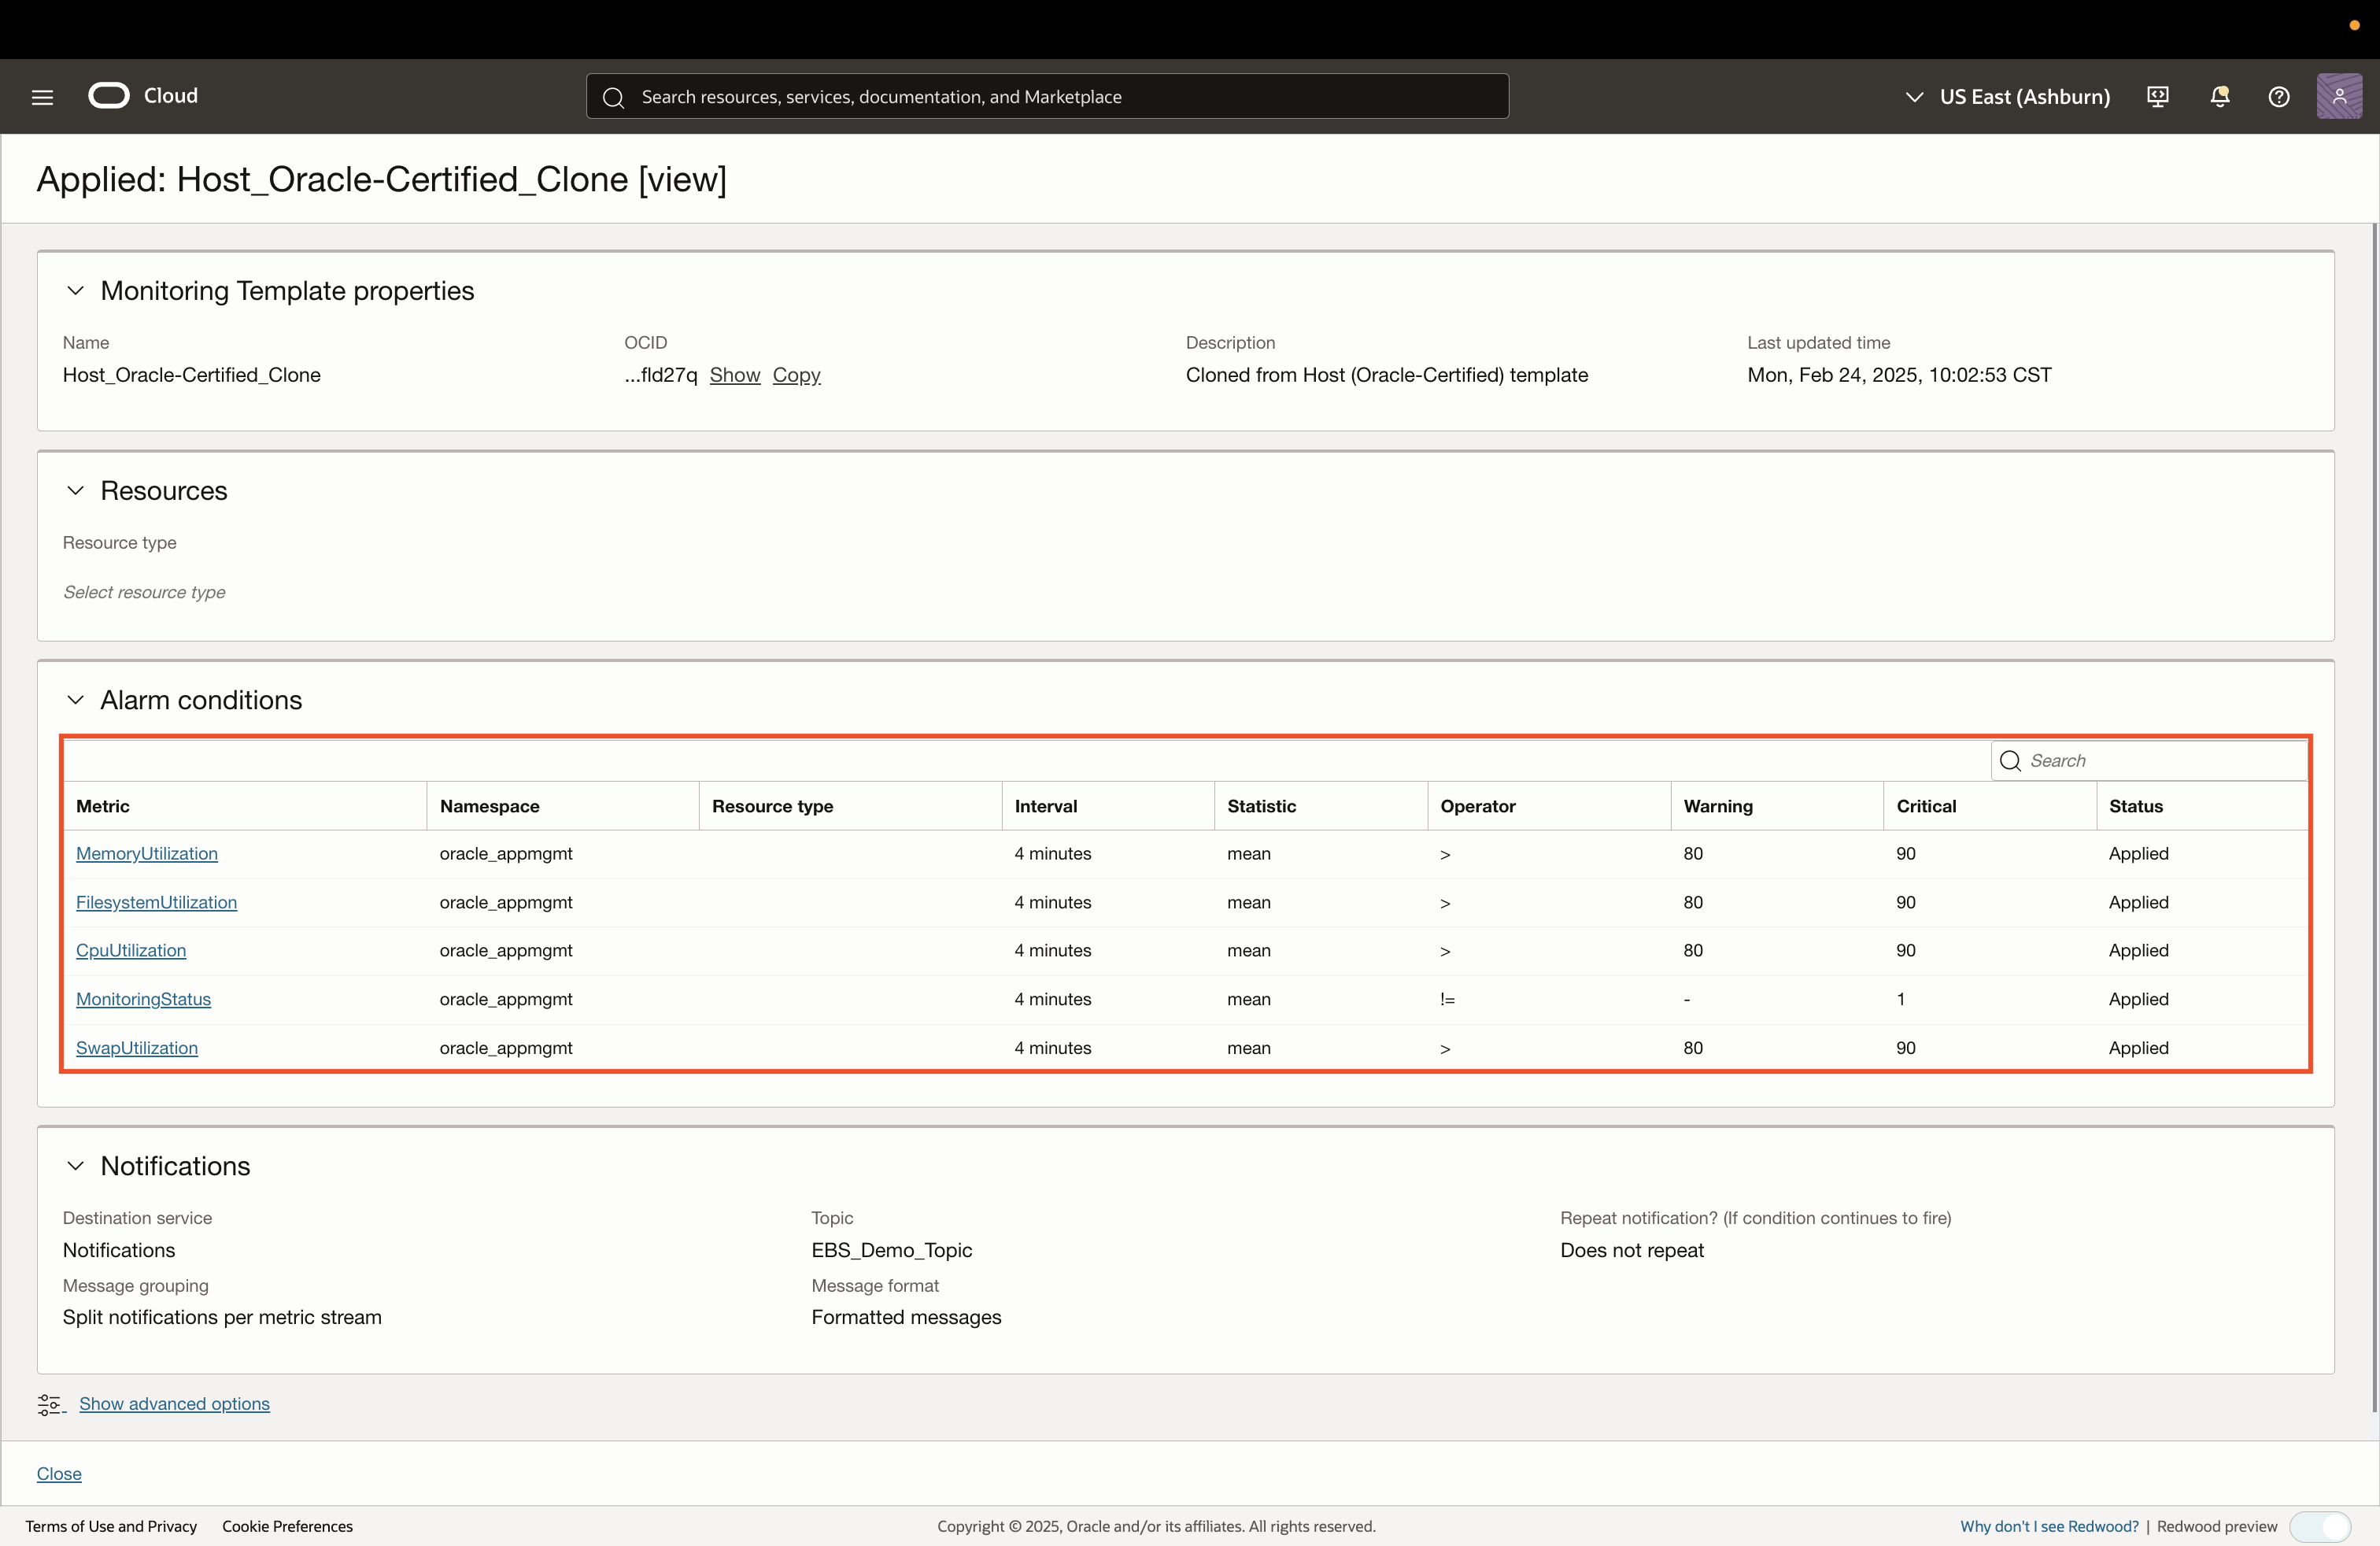 Cloud
Search resources, services, documentation, and Marketplace
US East (Ashburn)
Applied: Host_Oracle-Certified_Clone [view]
Monitoring Template properties
Name OCID Description Last updated time
Host_Oracle-Certified_Clone ...fld27q Show Copy Cloned from Host (Oracle-Certified) template Mon, Feb 24, 2025, 10:02:53 CST
Resources
Resource type
Select resource type
Alarm conditions
Search
Metric Namespace Resource type Interval Statistic Operator Warning Critical Status
MemoryUtilization oracle_appmgmt 4 minutes mean > 80 90 Applied
FilesystemUtilization oracle_appmgmt 4 minutes mean > 80 90 Applied
CpuUtilization oracle_appmgmt 4 minutes mean > 80 90 Applied
MonitoringStatus oracle_appmgmt 4 minutes mean != - 1 Applied
SwapUtilization oracle_appmgmt 4 minutes mean > 80 90 Applied
Notifications
Destination service Topic Repeat notification? (If condition continues to fire)
Notifications EBS_Demo_Topic Does not repeat
Message grouping Message format
Split notifications per metric stream Formatted messages
Show advanced options
Close
Terms of Use and Privacy Cookie Preferences Copyright © 2025, Oracle and/or its affiliates. All rights reserved. Why don't I see Redwood? | Redwood preview